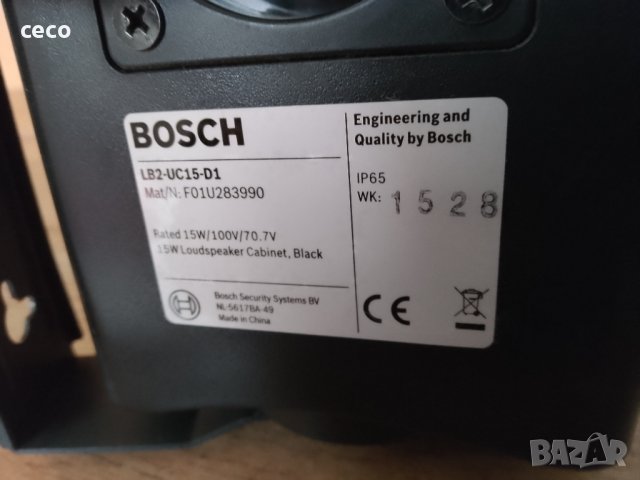 ceco
BOSCH
LB2-UC15-D1
Mat/N: F01U283990
Rated 15W/100V/70.7V
15W Loudspeaker Cabinet, Black
Bosch Security Systems BV
NL-5617BA-49
Made in China
Engineering and
Quality by Bosch
IP65
WK: 1528
CE
BAZAR